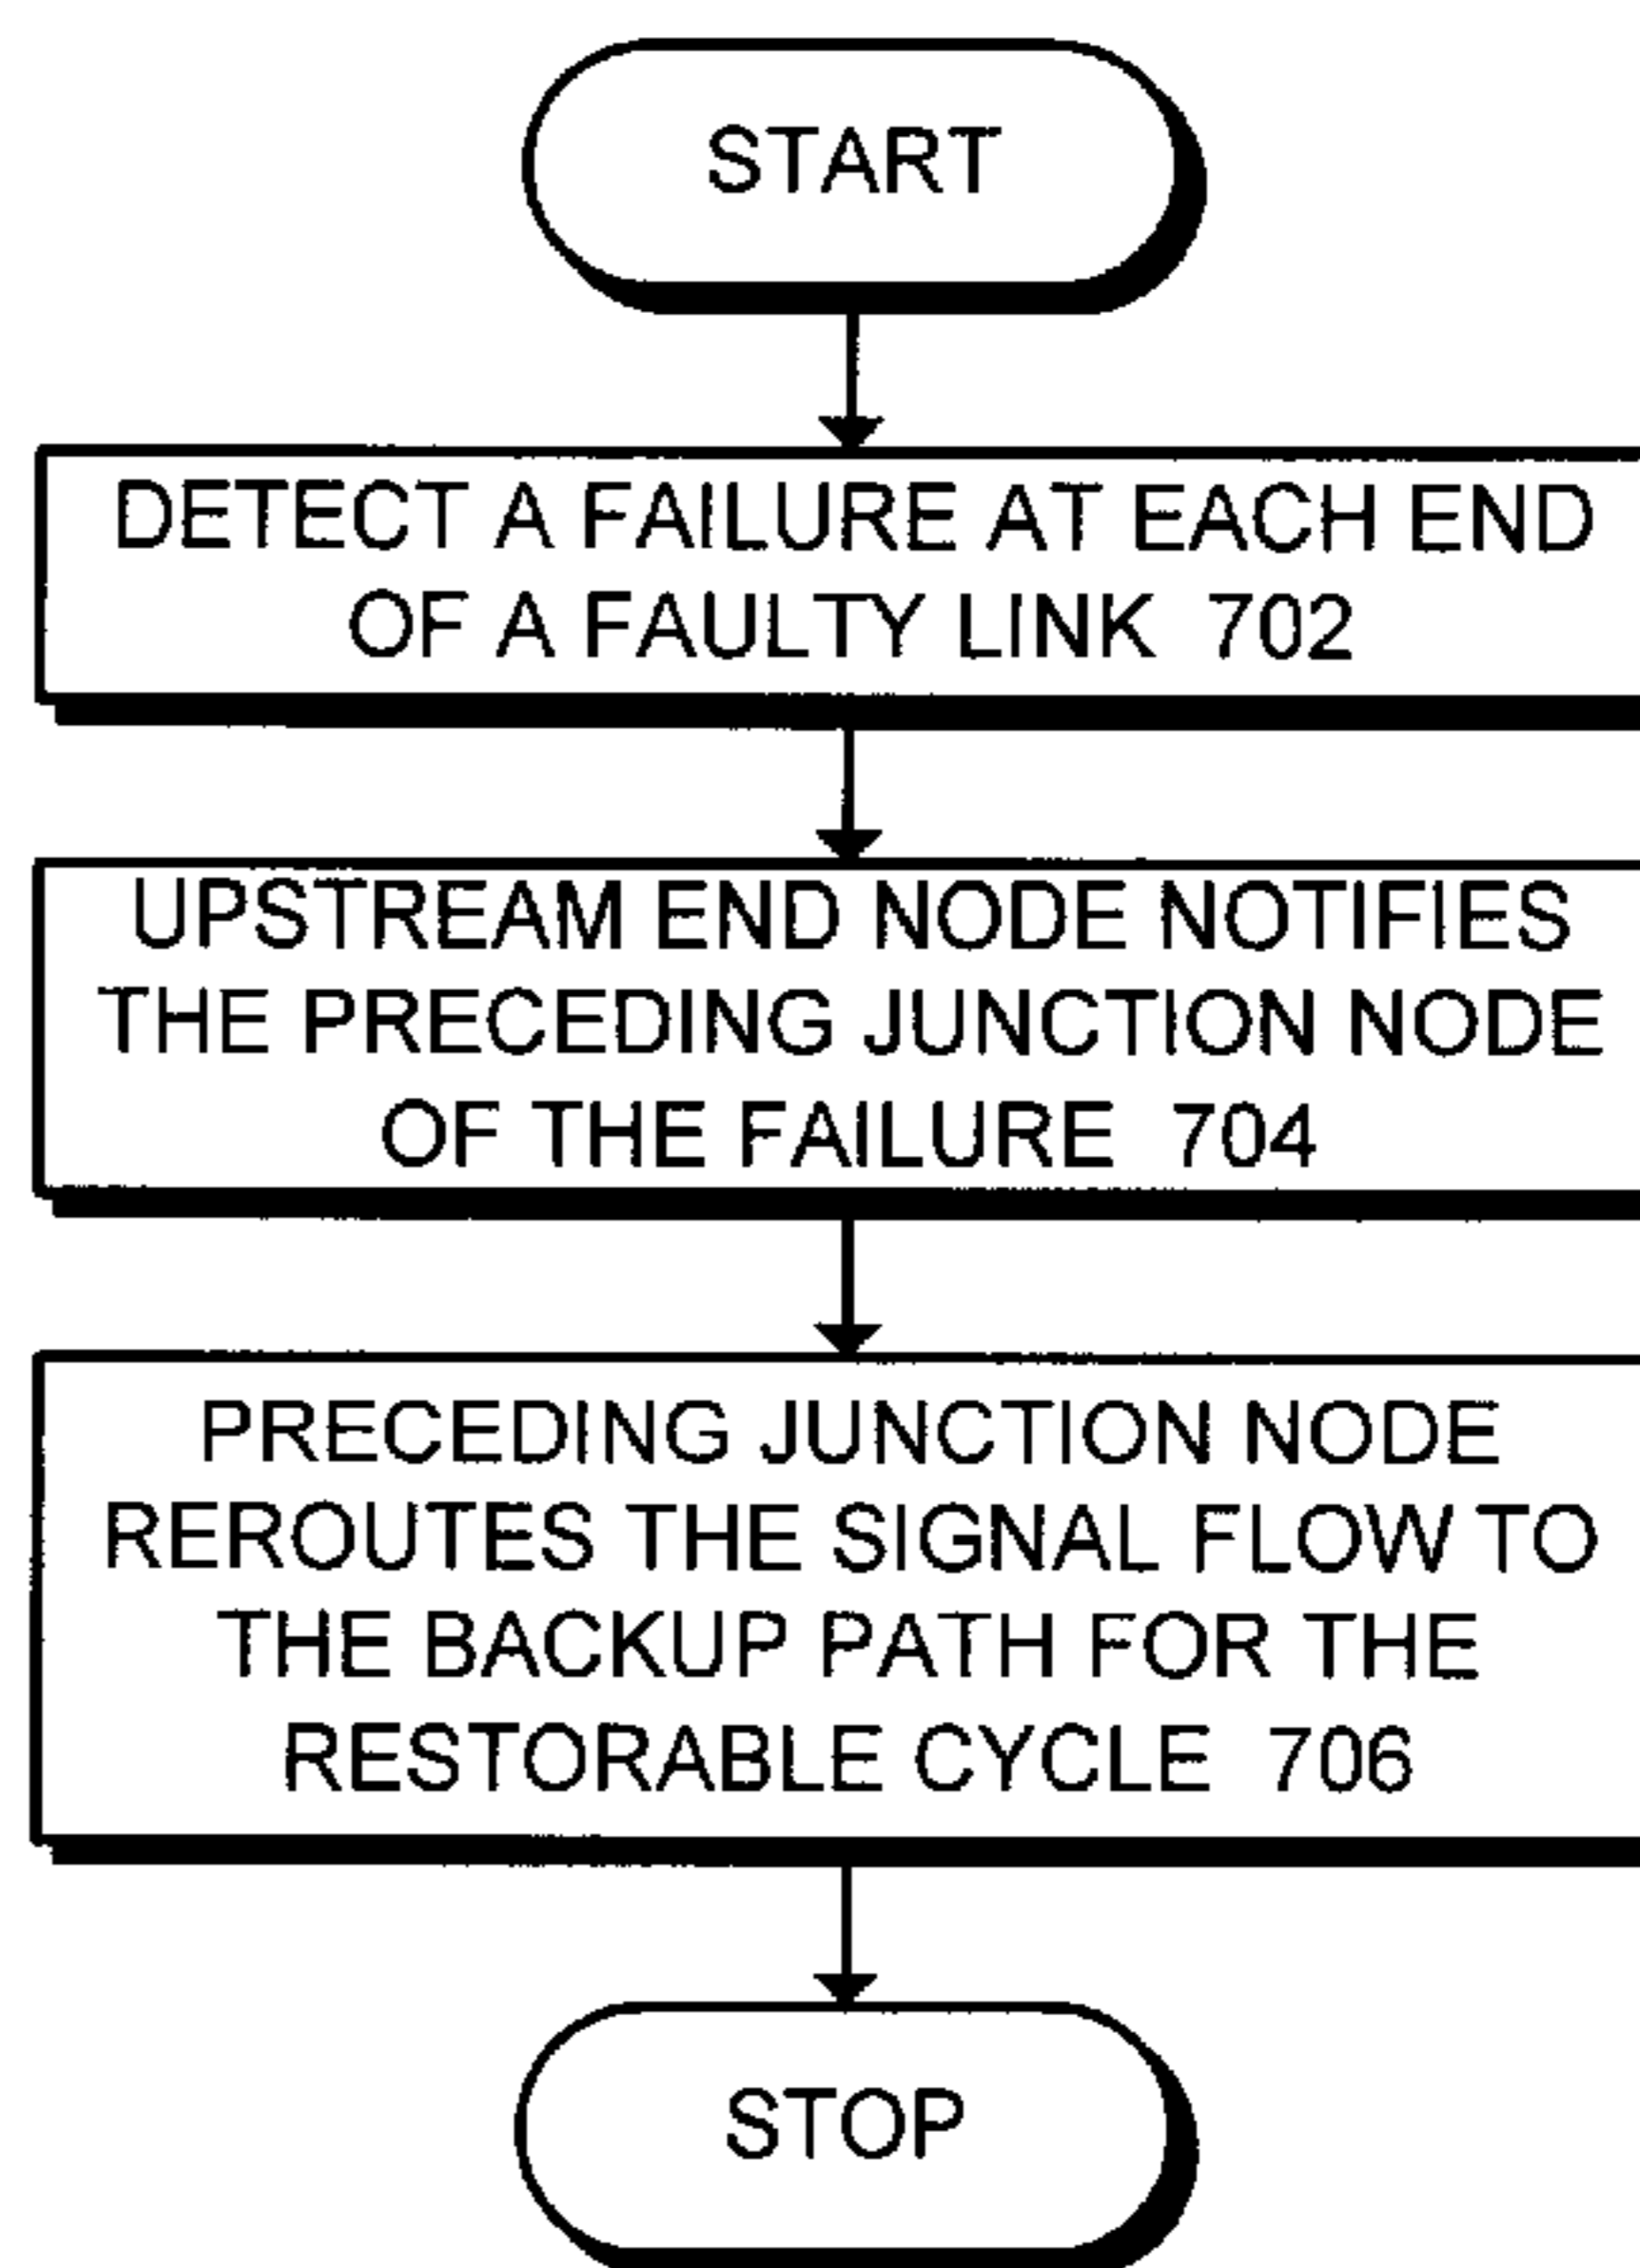 START
DETECT A FAILURE AT EACH END
OF A FAULTY LINK 702
UPSTREAM END NODE NOTIFIES
THE PRECEDING JUNCTION NODE
OF THE FAILURE 704
PRECEDING JUNCTION NODE
REROUTES THE SIGNAL FLOW TO
THE BACKUP PATH FOR THE
RESTORABLE CYCLE 706
STOP